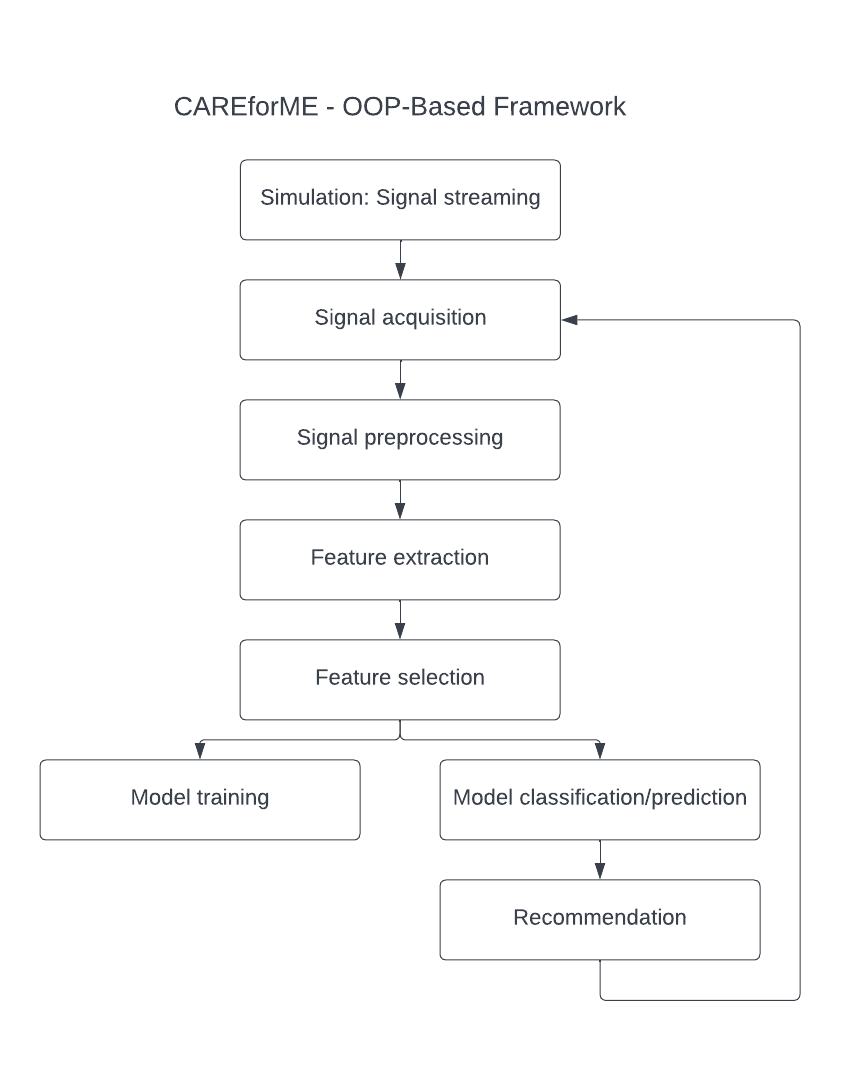 CAREforME - OOP-Based Framework
Simulation: Signal streaming
Signal acquisition
Signal preprocessing
Feature extraction
Feature selection
Model training
Model classification/prediction
Recommendation